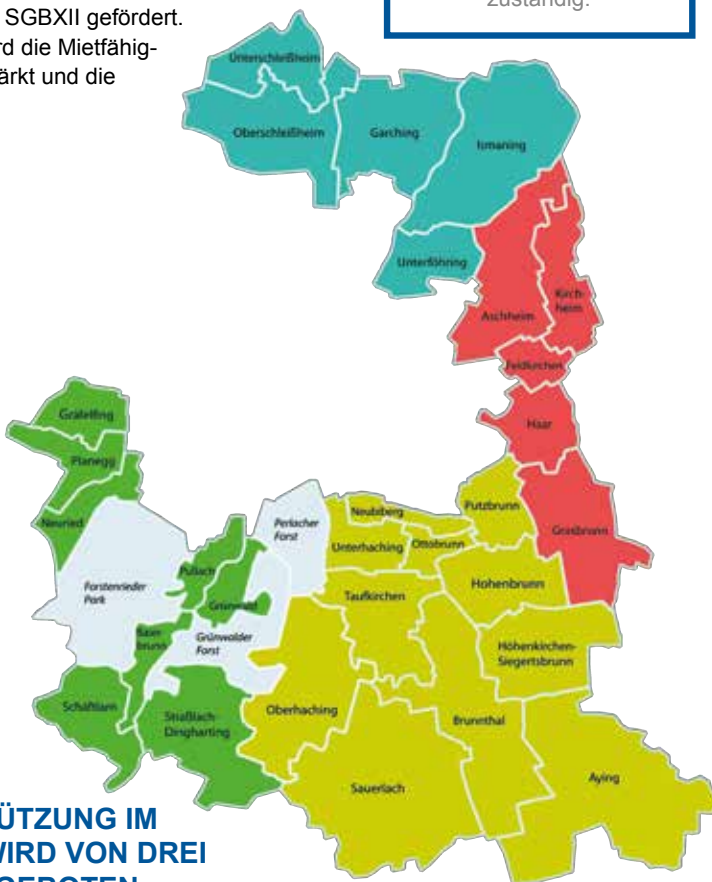 SGBXII gefördert.
zuständig.
rd die Mietfähig-
ärkt und die
Unterschleißheim
Oberschleißheim
Garching
Ismaning
Unterföhring
Kirch-
heim
Aschheim
Feldkirchen
Haar
Gräfelfing
Planegg
Neuried
Putzbrunn
Grasbrunn
Perlacher
Forst
Neubiberg
Unterhaching
Ottobrunn
Pullach
Forstenrieder
Park
Taufkirchen
Hohenbrunn
Grünwald
Baier
brunn
Grünwalder
Forst
Höhenkirchen-
Siegertsbrunn
Schäftlarn
Straßlach-
Dingharting
Oberhaching
Brunnthal
Sauerlach
Aying
ÜTZUNG IM
WIRD VON DREI
GEBOTEN